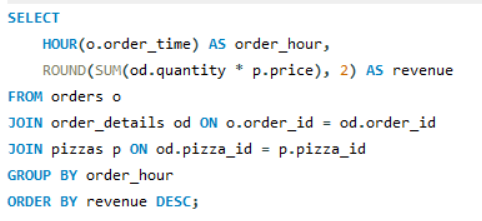 SELECT
    HOUR(o.order_time) AS order_hour,
    ROUND(SUM(od.quantity * p.price), 2) AS revenue
FROM orders o
JOIN order_details od ON o.order_id = od.order_id
JOIN pizzas p ON od.pizza_id = p.pizza_id
GROUP BY order_hour
ORDER BY revenue DESC;